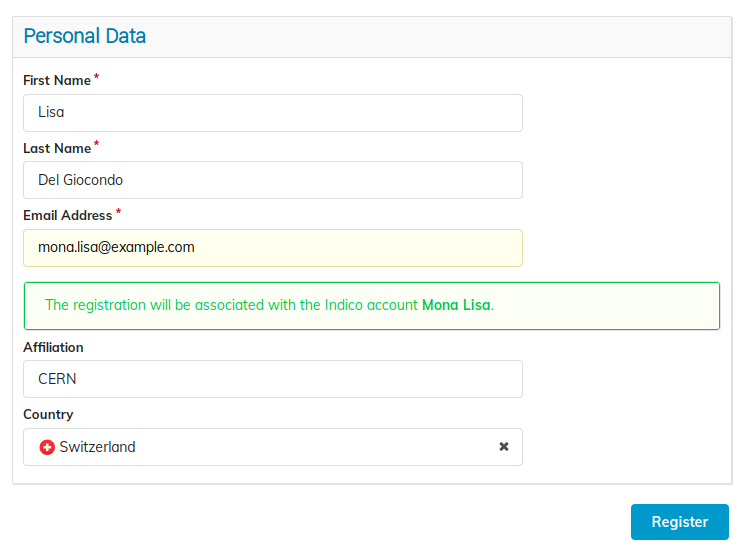 Personal Data
First Name *
Lisa
Last Name *
Del Giocondo
Email Address *
mona.lisa@example.com
The registration will be associated with the Indico account Mona Lisa.
Affiliation
CERN
Country
Switzerland
Register